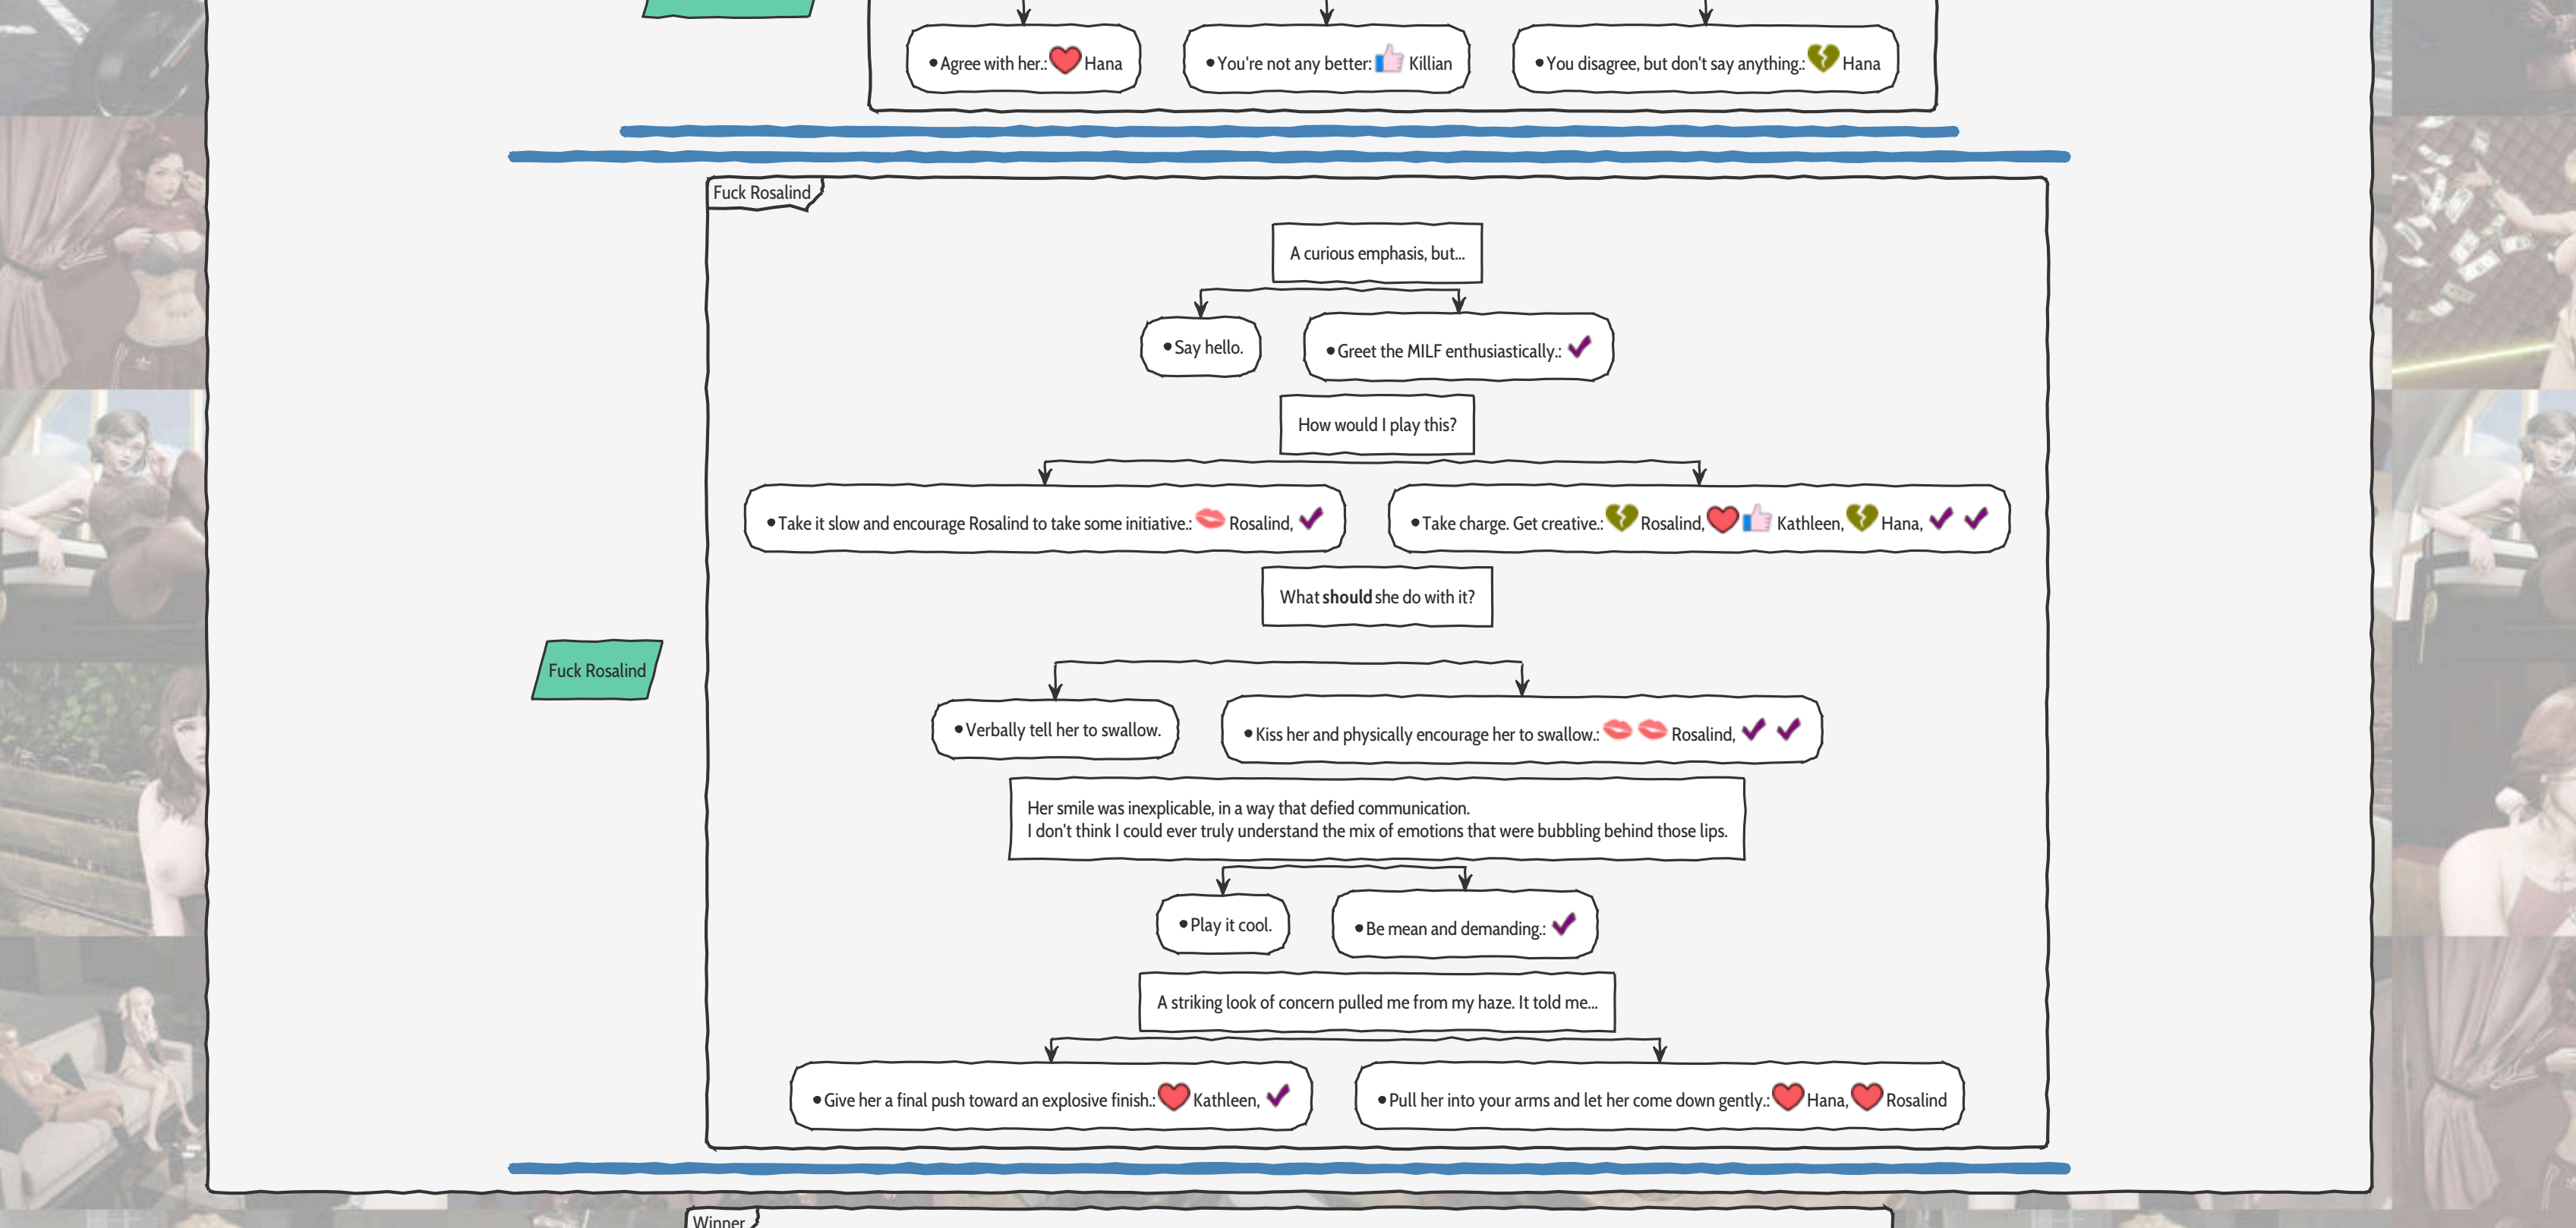 •Agree with her.: Hana
•You're not any better: Killian
•You disagree, but don't say anything.: Hana
Fuck Rosalind
A curious emphasis, but...
•Say hello.
•Greet the MILF enthusiastically.:
How would I play this?
•Take it slow and encourage Rosalind to take some initiative.: Rosalind,
•Take charge. Get creative.: Rosalind, Kathleen, Hana,
What should she do with it?
Fuck Rosalind
•Verbally tell her to swallow.
•Kiss her and physically encourage her to swallow.: Rosalind,
Her smile was inexplicable, in a way that defied communication.
I don't think I could ever truly understand the mix of emotions that were bubbling behind those lips.
•Play it cool.
•Be mean and demanding.:
A striking look of concern pulled me from my haze. It told me...
•Give her a final push toward an explosive finish.: Kathleen,
•Pull her into your arms and let her come down gently.: Hana, Rosalind
Winner